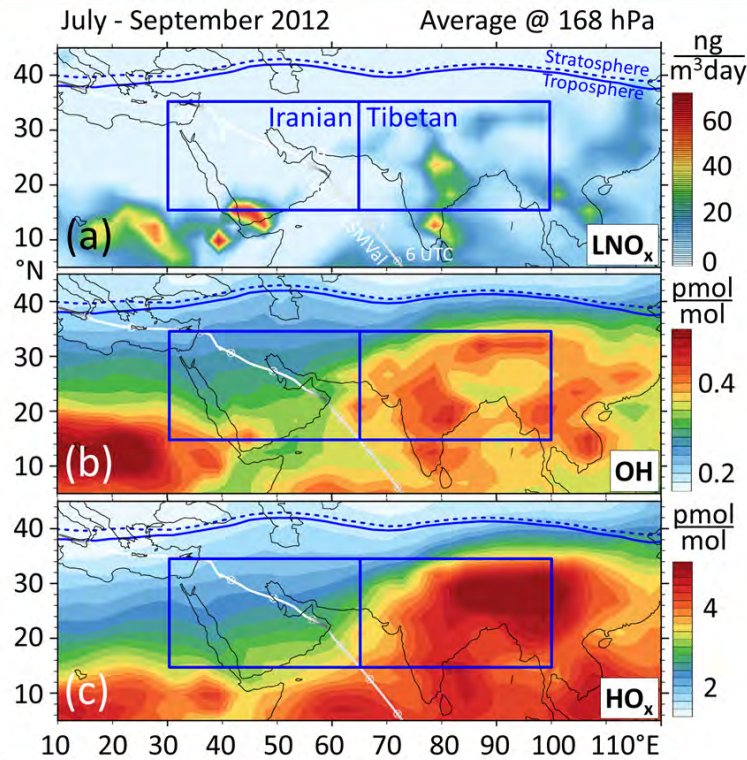 July - September 2012 Average @ 168 hPa
ng
m³day
40
Stratosphere
Troposphere
60
30
Iranian Tibetan
40
20
20
10
(a)
SMVal
6 UTC
LNOₓ
0
°N
pmol
mol
40
30
0.4
20
10
(b)
OH
0.2
pmol
mol
40
30
4
20
10
(c)
HOₓ
2
10 20 30 40 50 60 70 80 90 100 110°E